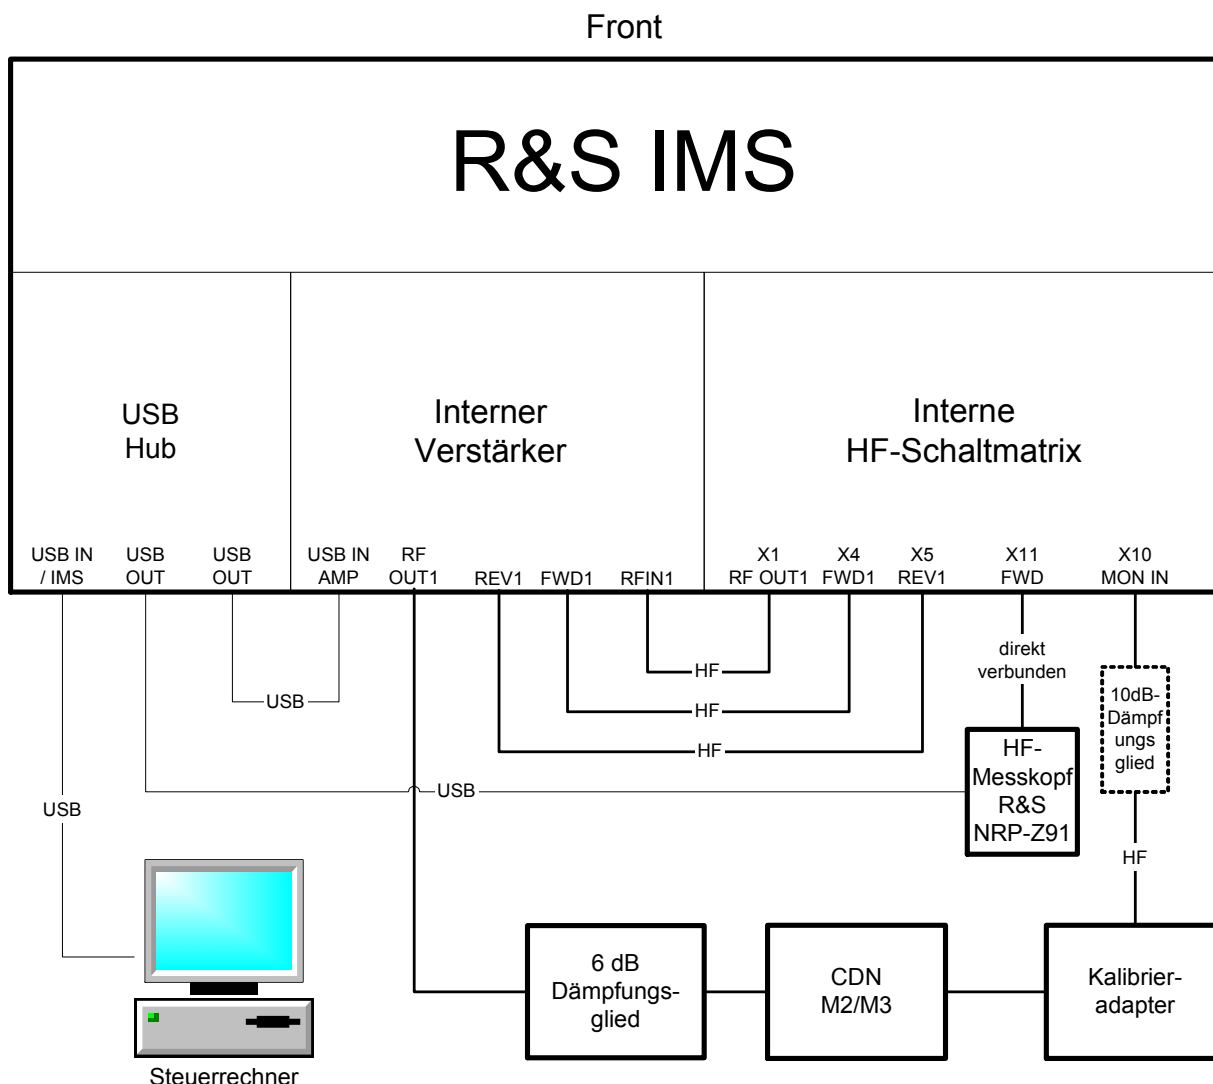 Front
R&S IMS
USB
Hub
Interner
Verstärker
Interne
HF-Schaltmatrix
USB IN
/ IMS
USB
OUT
USB
OUT
USB IN
AMP
RF
OUT1
REV1
FWD1
RFIN1
X1
RF OUT1
X4
FWD1
X5
REV1
X11
FWD
X10
MON IN
direkt
verbunden
HF
USB
HF
HF
USB
USB
10dB-
Dämpf
ungs
glied
HF-
Messkopf
R&S
NRP-Z91
HF
6 dB
Dämpfungs-
glied
CDN
M2/M3
Kalibrier-
adapter
Steuerrechner